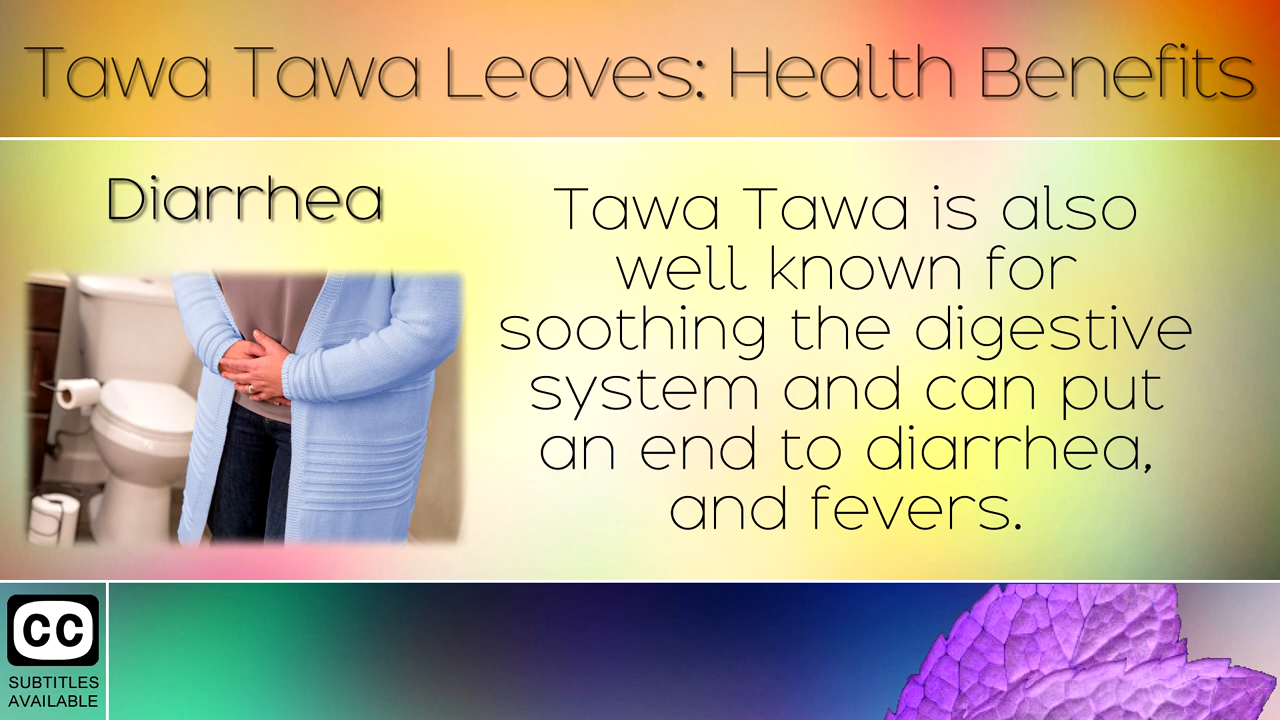 Tawa Tawa Leaves: Health Benefits
Diarrhea
Tawa Tawa is also
well known for
soothing the digestive
system and can put
an end to diarrhea,
and fevers.
CC
SUBTITLES
AVAILABLE